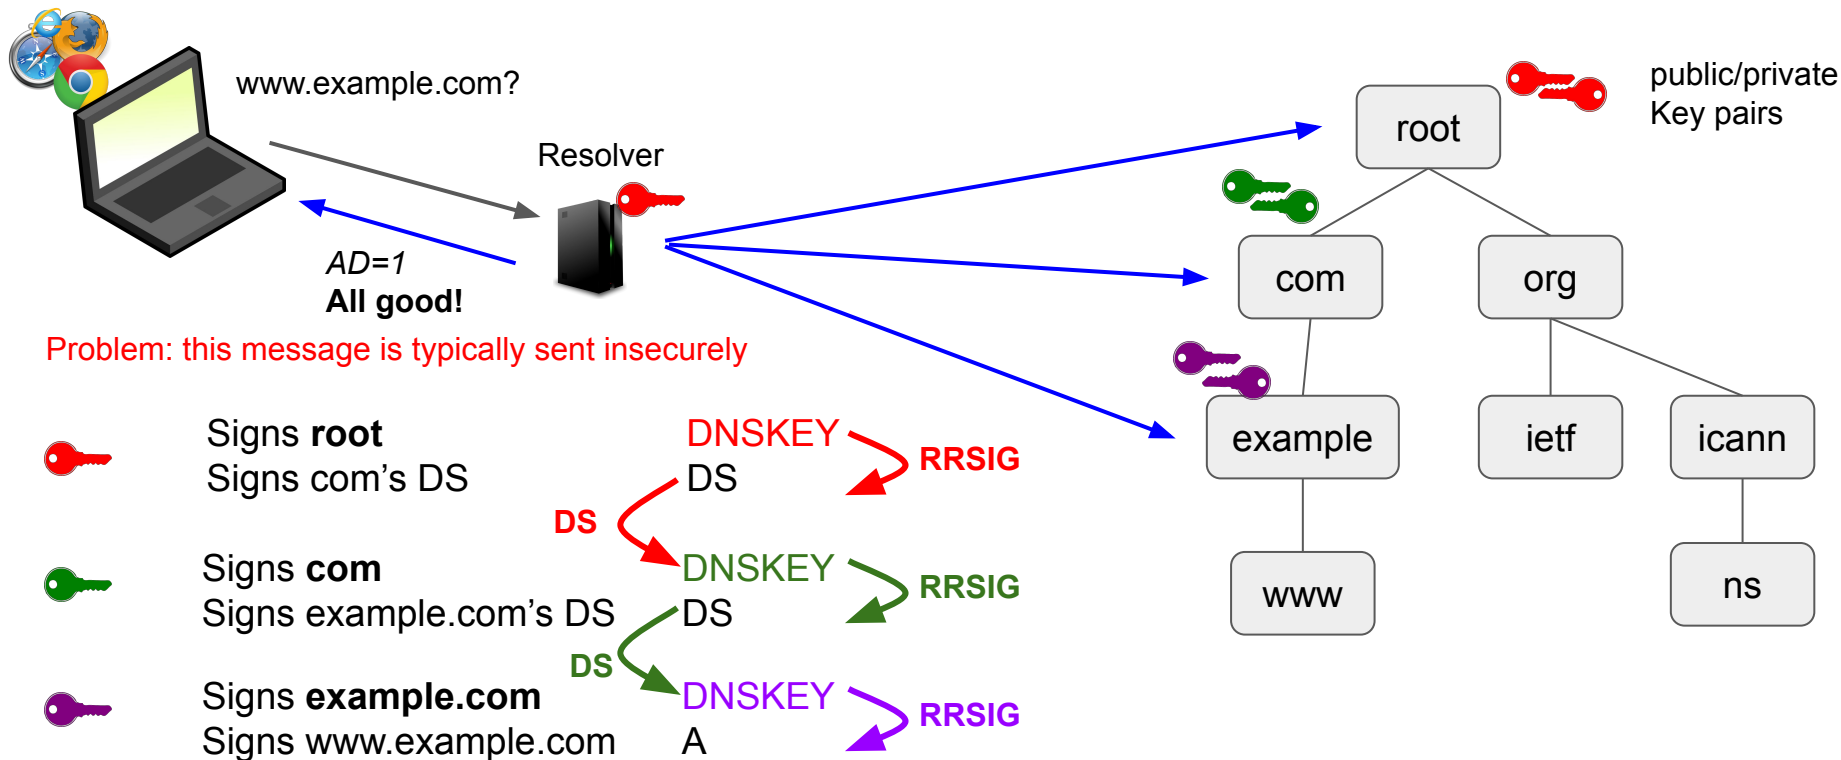 www.example.com?
Resolver
AD=1
All good!
Problem: this message is typically sent insecurely
public/private
Key pairs
root
com
org
example
ietf
icann
www
ns
Signs root DNSKEY
RRSIG
Signs com's DS DS
DS
Signs com DNSKEY
RRSIG
Signs example.com's DS DS
DS
Signs example.com DNSKEY
RRSIG
Signs www.example.com A